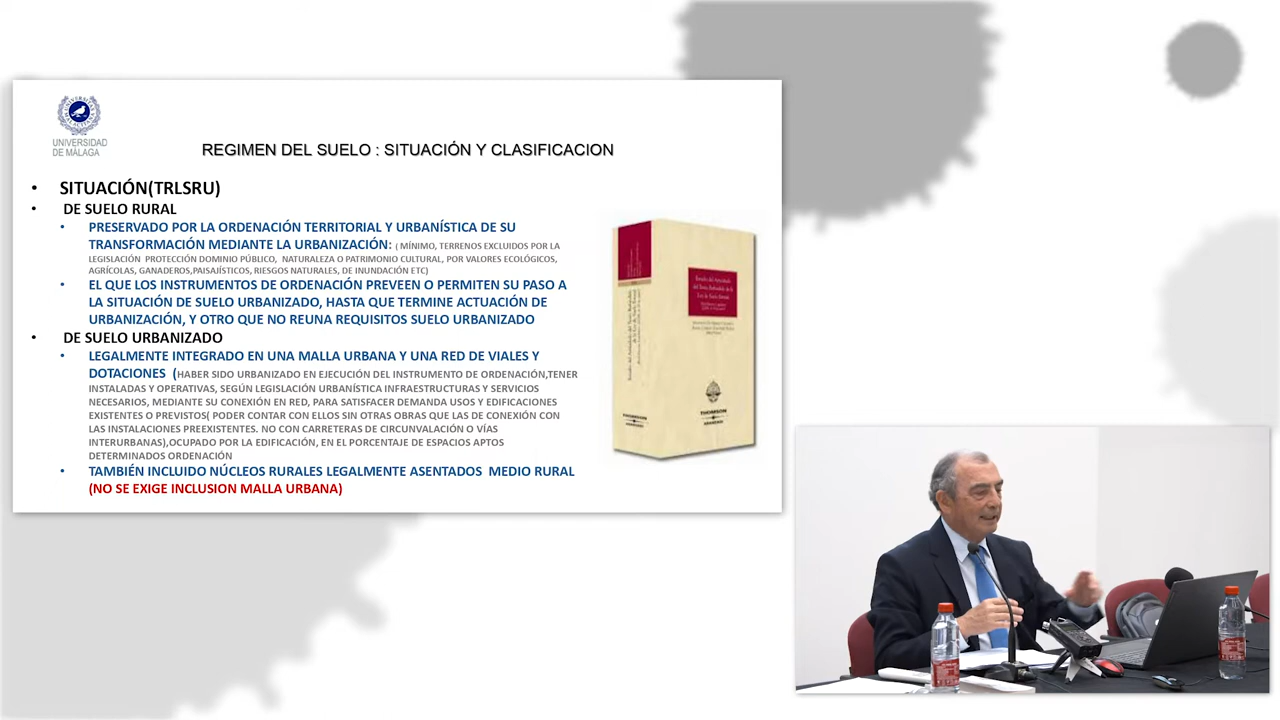 UNIVERSIDAD
DE MÁLAGA
REGIMEN DEL SUELO : SITUACIÓN Y CLASIFICACION
• SITUACIÓN(TRLSRU)
• DE SUELO RURAL
• PRESERVADO POR LA ORDENACIÓN TERRITORIAL Y URBANÍSTICA DE SU
TRANSFORMACIÓN MEDIANTE LA URBANIZACIÓN: ( MÍNIMO, TERRENOS EXCLUIDOS POR LA
LEGISLACIÓN PROTECCIÓN DOMINIO PÚBLICO, NATURALEZA O PATRIMONIO CULTURAL, POR VALORES ECOLÓGICOS,
AGRÍCOLAS, GANADEROS,PAISAJÍSTICOS, RIESGOS NATURALES, DE INUNDACIÓN ETC)
• EL QUE LOS INSTRUMENTOS DE ORDENACIÓN PREVEEN O PERMITEN SU PASO A
LA SITUACIÓN DE SUELO URBANIZADO, HASTA QUE TERMINE ACTUACIÓN DE
URBANIZACIÓN, Y OTRO QUE NO REUNA REQUISITOS SUELO URBANIZADO
• DE SUELO URBANIZADO
• LEGALMENTE INTEGRADO EN UNA MALLA URBANA Y UNA RED DE VIALES Y
DOTACIONES (HABER SIDO URBANIZADO EN EJECUCIÓN DEL INSTRUMENTO DE ORDENACIÓN,TENER
INSTALADAS Y OPERATIVAS, SEGÚN LEGISLACIÓN URBANÍSTICA INFRAESTRUCTURAS Y SERVICIOS
NECESARIOS, MEDIANTE SU CONEXIÓN EN RED, PARA SATISFACER DEMANDA USOS Y EDIFICACIONES
EXISTENTES O PREVISTOS( PODER CONTAR CON ELLOS SIN OTRAS OBRAS QUE LAS DE CONEXIÓN CON
LAS INSTALACIONES PREEXISTENTES. NO CON CARRETERAS DE CIRCUNVALACIÓN O VÍAS
INTERURBANAS),OCUPADO POR LA EDIFICACIÓN, EN EL PORCENTAJE DE ESPACIOS APTOS
DETERMINADOS ORDENACIÓN
• TAMBIÉN INCLUIDO NÚCLEOS RURALES LEGALMENTE ASENTADOS MEDIO RURAL
(NO SE EXIGE INCLUSION MALLA URBANA)
THOMSON